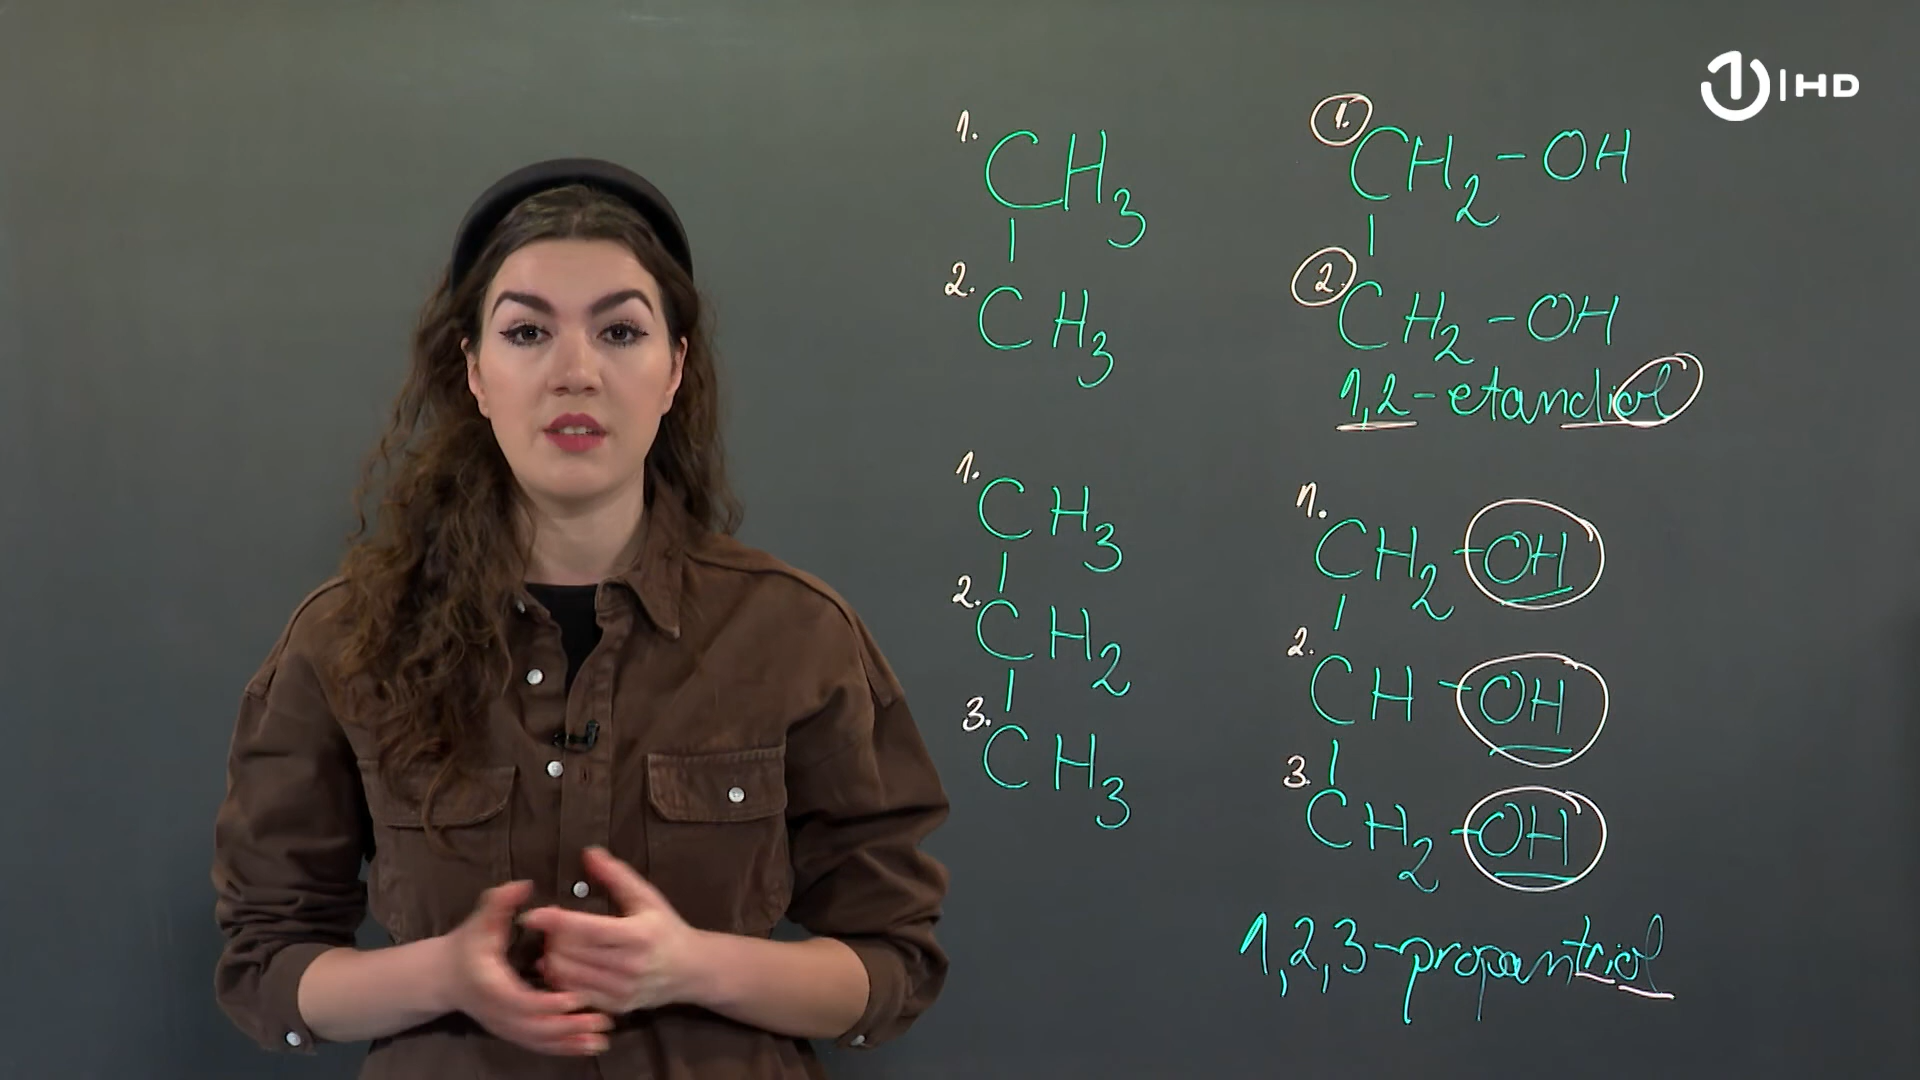 1 | HD
1. CH3
2. CH3
1. CH2-OH
2. CH2-OH
1,2-etandiol
1. CH3
2. CH2
3. CH3
1. CH2-OH
2. CH-OH
3. CH2-OH
1,2,3-propantriol